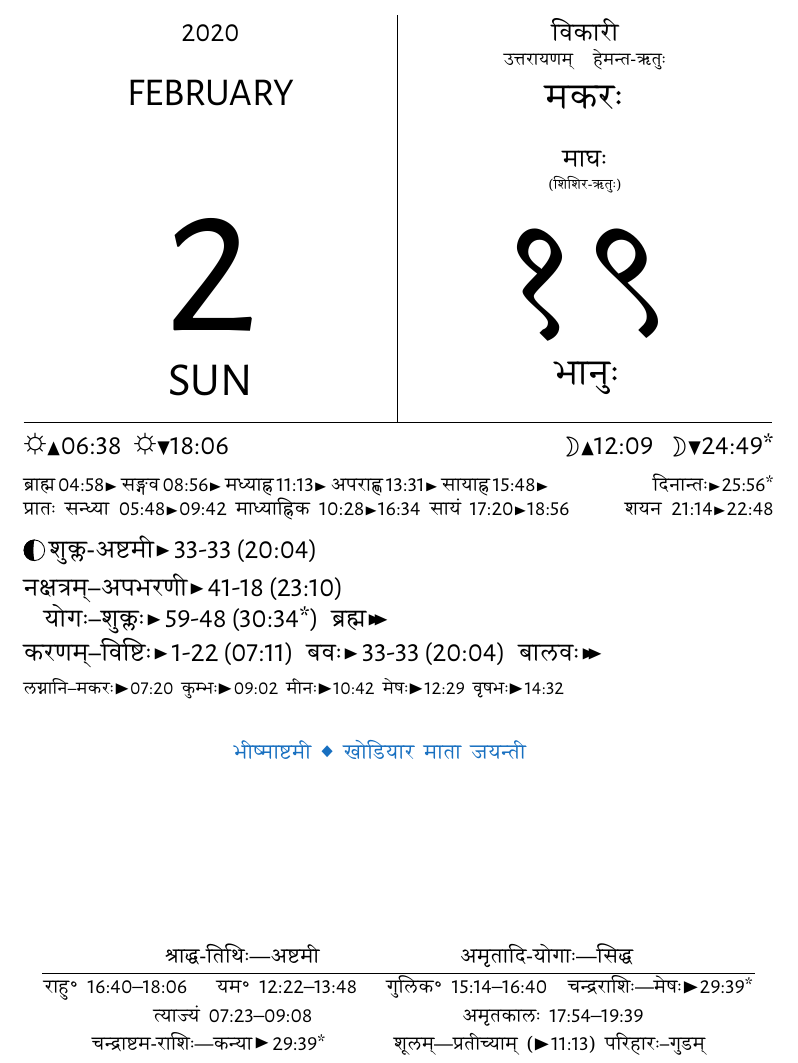 2020
FEBRUARY
2
SUN
विकारी
उत्तरायणम् हेमन्त-ऋतुः
मकरः
माघः
(शिशिर-ऋतुः)
१९
भानुः
☼▲06:38 ☼▼18:06 ☽▲12:09 ☽▼24:49*
ब्राह्म 04:58► सङ्गव 08:56► मध्याह्न 11:13► अपराह्ण 13:31► सायाह्न 15:48► दिनान्तः►25:56*
प्रातः सन्ध्या 05:48►09:42 माध्याह्निक 10:28►16:34 सायं 17:20►18:56 शयन 21:14►22:48
शुक्ल-अष्टमी►33-33 (20:04)
नक्षत्रम्–अपभरणी►41-18 (23:10)
योगः–शुक्लः►59-48 (30:34*) ब्रह्म►►
करणम्–विष्टिः►1-22 (07:11) बवः►33-33 (20:04) बालवः►►
लग्नानि–मकरः►07:20 कुम्भः►09:02 मीनः►10:42 मेषः►12:29 वृषभः►14:32
भीष्माष्टमी ♦ खोडियार माता जयन्ती
श्राद्ध-तिथिः—अष्टमी अमृतादि-योगाः—सिद्ध
राहु॰ 16:40–18:06 यम॰ 12:22–13:48 गुलिक॰ 15:14–16:40 चन्द्रराशिः—मेषः►29:39*
त्याज्यं 07:23–09:08 अमृतकालः 17:54–19:39
चन्द्राष्टम-राशिः—कन्या►29:39* शूलम्—प्रतीच्याम् (►11:13) परिहारः–गुडम्